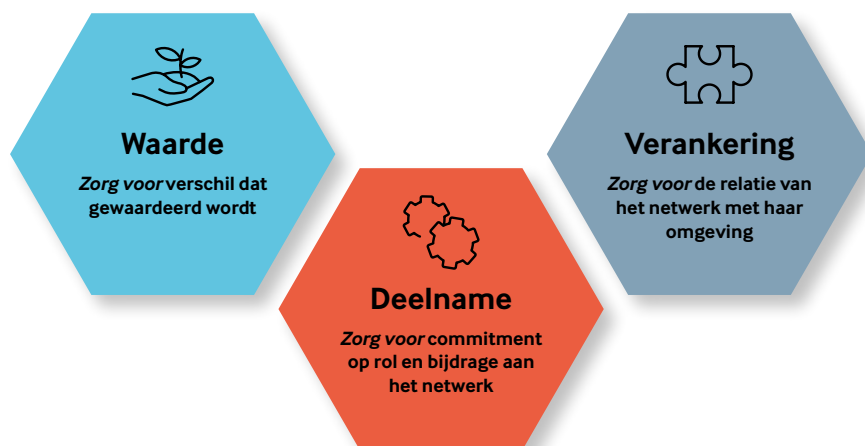 Waarde
Zorg voor verschil dat
gewaardeerd wordt
Deelname
Zorg voor commitment
op rol en bijdrage aan
het netwerk
Verankering
Zorg voor de relatie van
het netwerk met haar
omgeving